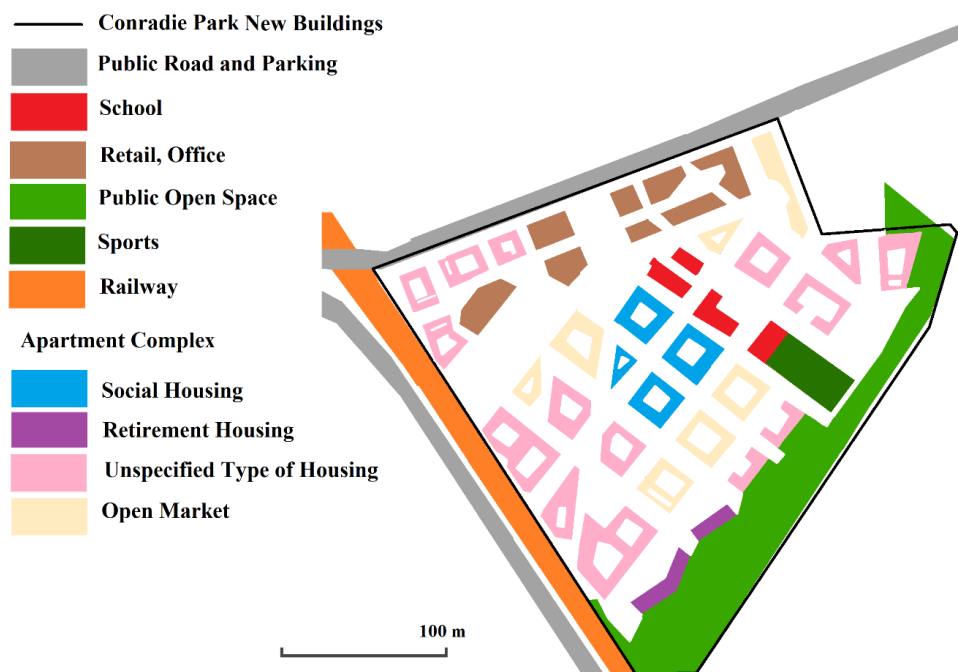 Conradie Park New Buildings
Public Road and Parking
School
Retail, Office
Public Open Space
Sports
Railway
Apartment Complex
Social Housing
Retirement Housing
Unspecified Type of Housing
Open Market
100 m